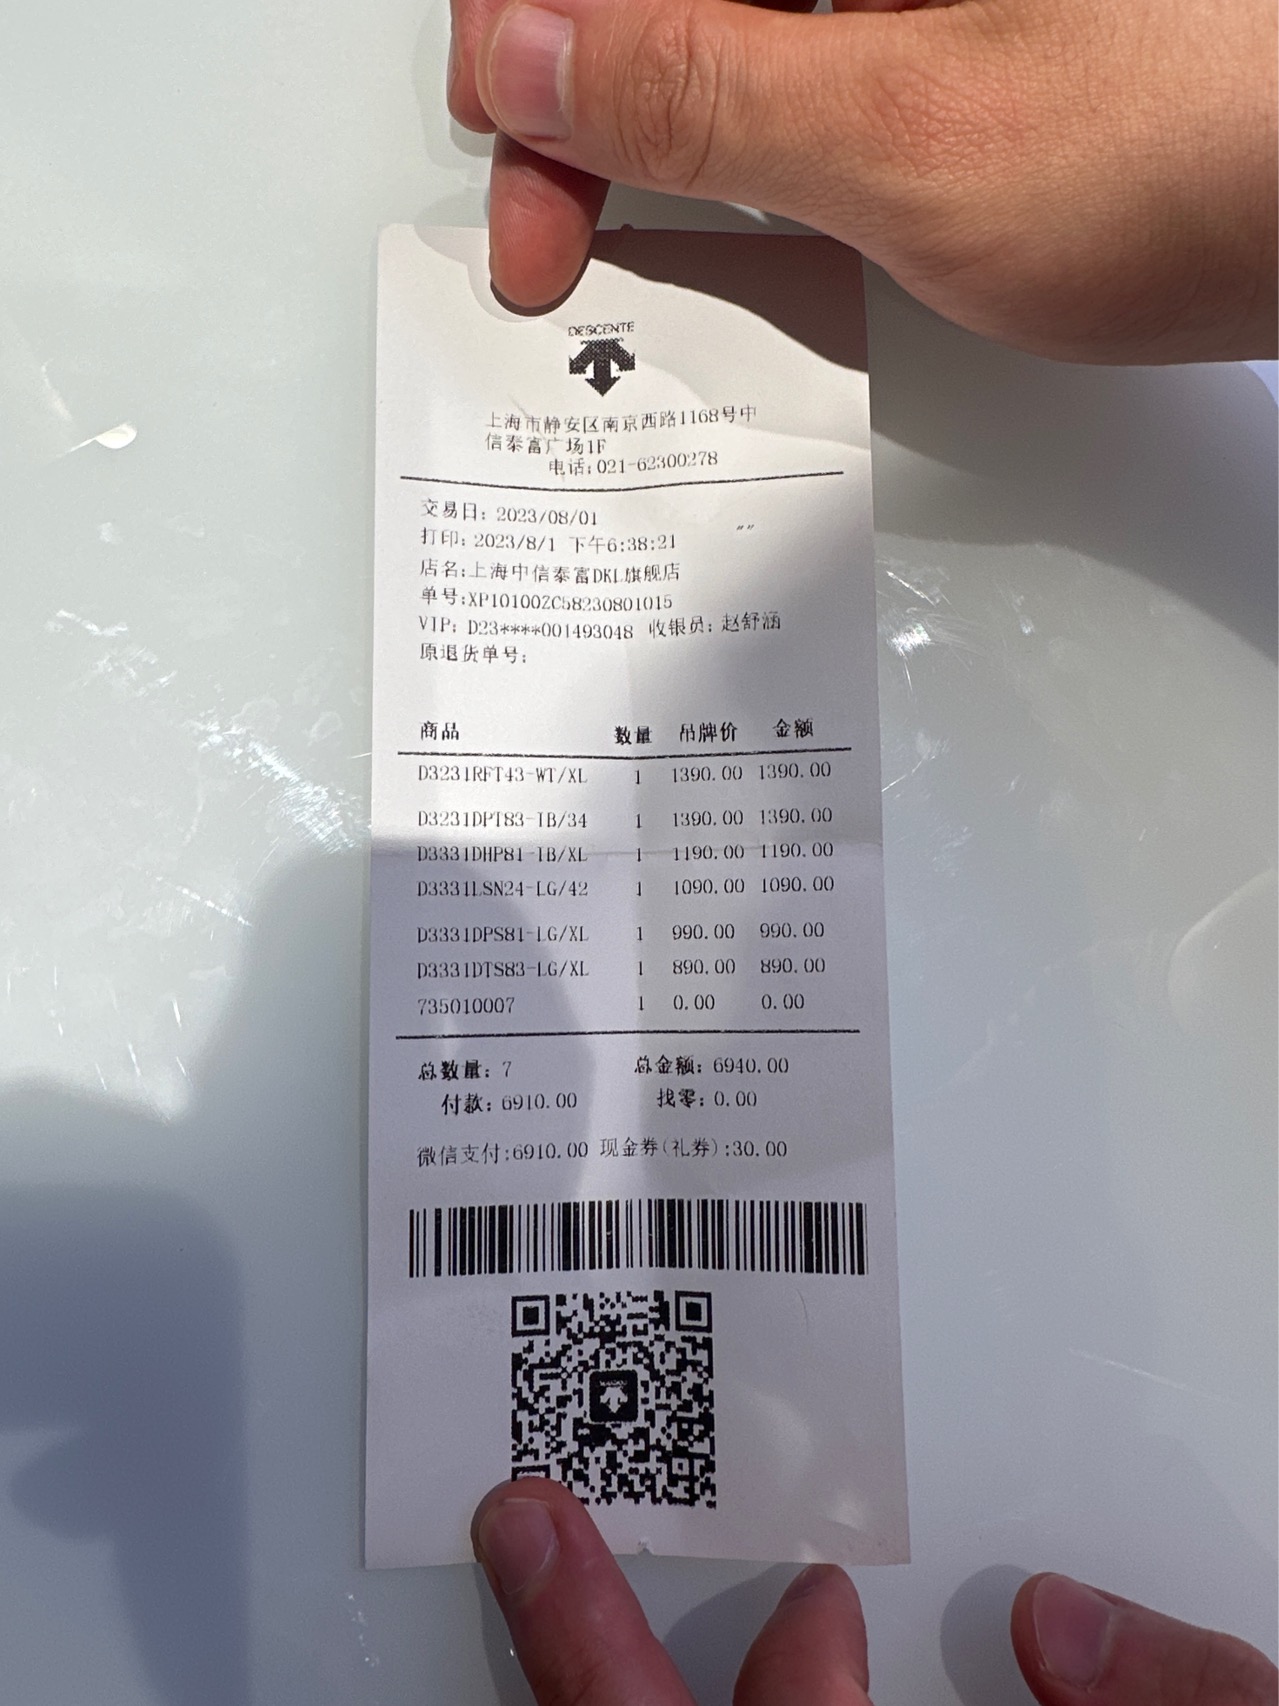 DESCENTE
上海市静安区南京西路1168号中
信泰富广场1F
电话:021-62300278
交易日: 2023/08/01
打印: 2023/8/1 下午6:38:21
店名:上海中信泰富DKL旗舰店
单号:XP10100ZC58230801015
VIP: D23****001493048 收银员: 赵舒涵
原退货单号:
商品 数量 吊牌价 金额
D3231RFT43-WT/XL 1 1390.00 1390.00
D3231DPT83-IB/34 1 1390.00 1390.00
D3331DHP81-IB/XL 1 1190.00 1190.00
D3331LSN24-LG/42 1 1090.00 1090.00
D3331DPS81-LG/XL 1 990.00 990.00
D3331DTS83-LG/XL 1 890.00 890.00
735010007 1 0.00 0.00
总数量: 7 总金额: 6940.00
付款: 6910.00 找零: 0.00
微信支付:6910.00 现金券(礼券):30.00